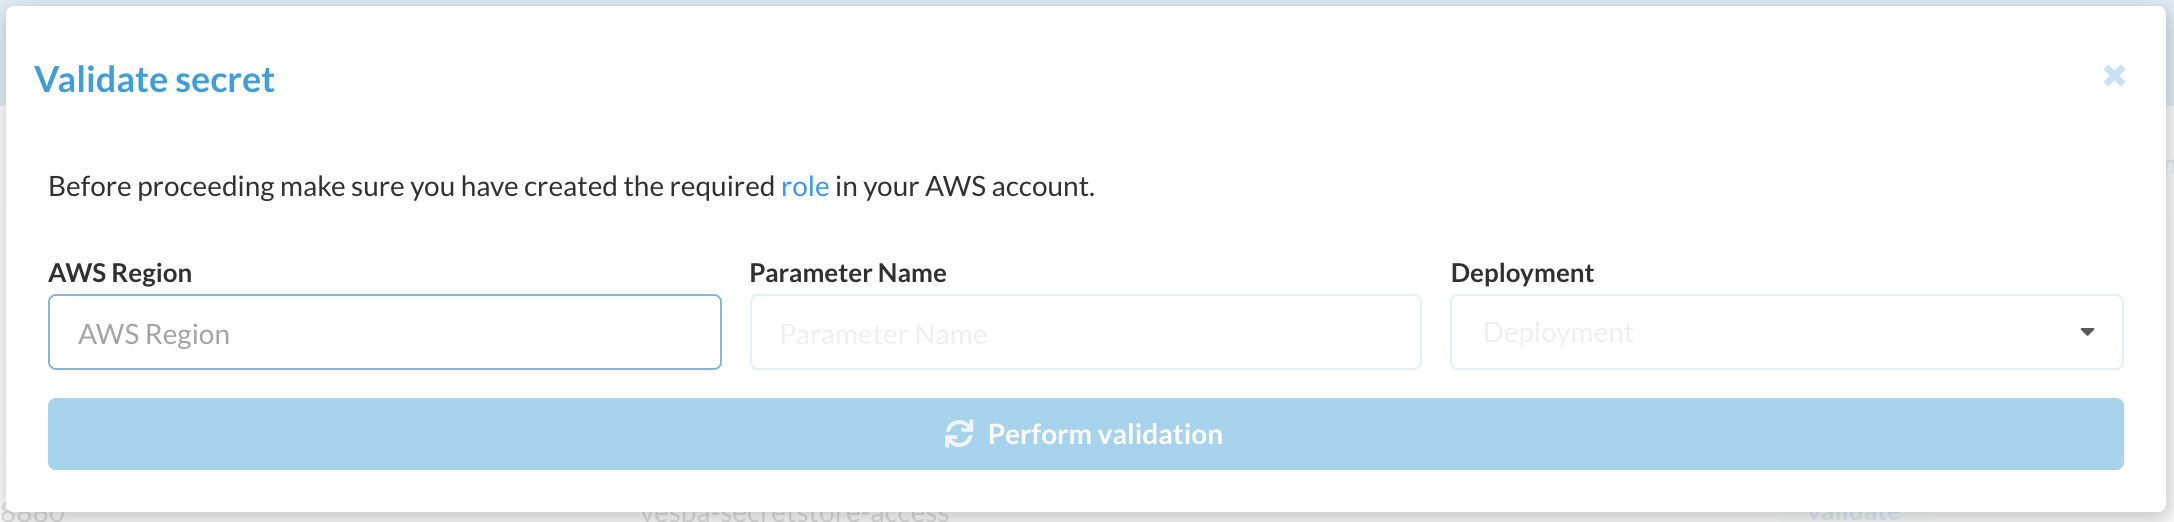 Validate secret
Before proceeding make sure you have created the required role in your AWS account.
AWS Region Parameter Name Deployment
AWS Region Parameter Name Deployment
Perform validation
8880 vespa-secretstore-access Validate